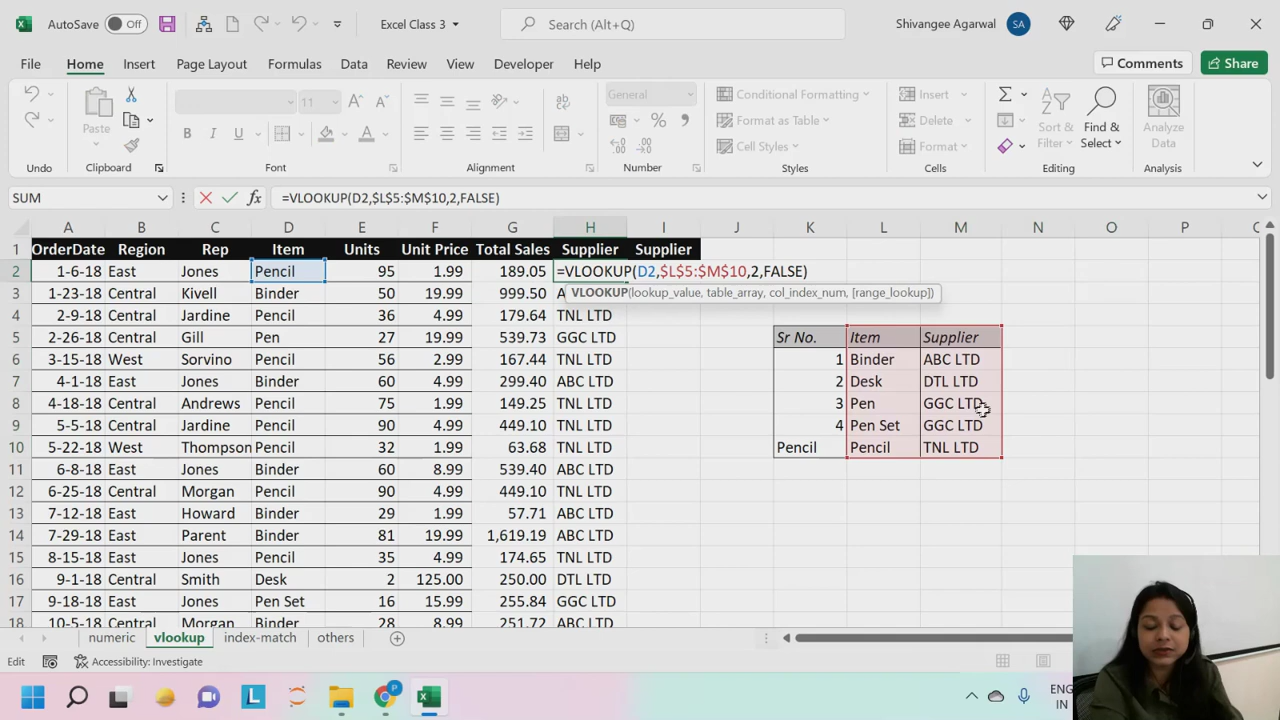 AutoSave Off Excel Class 3 Search (Alt+Q) Shivangee Agarwal SA
File Home Insert Page Layout Formulas Data Review View Developer Help Comments Share
General Conditional Formatting Insert
Paste Format as Table Delete Sort & Filter Find & Select Analyze Data
11
B I U A Cell Styles Format
Undo Clipboard Font Alignment Number Styles Cells Editing Analysis
SUM =VLOOKUP(D2,$L$5:$M$10,2,FALSE)
A B C D E F G H I J K L M N O P Q
1 OrderDate Region Rep Item Units Unit Price Total Sales Supplier Supplier
2 1-6-18 East Jones Pencil 95 1.99 189.05 =VLOOKUP(D2,$L$5:$M$10,2,FALSE)
VLOOKUP(lookup_value, table_array, col_index_num, [range_lookup])
3 1-23-18 Central Kivell Binder 50 19.99 999.50
4 2-9-18 Central Jardine Pencil 36 4.99 179.64 TNL LTD
5 2-26-18 Central Gill Pen 27 19.99 539.73 GGC LTD Sr No. Item Supplier
6 3-15-18 West Sorvino Pencil 56 2.99 167.44 TNL LTD 1 Binder ABC LTD
7 4-1-18 East Jones Binder 60 4.99 299.40 ABC LTD 2 Desk DTL LTD
8 4-18-18 Central Andrews Pencil 75 1.99 149.25 TNL LTD 3 Pen GGC LTD
9 5-5-18 Central Jardine Pencil 90 4.99 449.10 TNL LTD 4 Pen Set GGC LTD
10 5-22-18 West Thompson Pencil 32 1.99 63.68 TNL LTD Pencil Pencil TNL LTD
11 6-8-18 East Jones Binder 60 8.99 539.40 ABC LTD
12 6-25-18 Central Morgan Pencil 90 4.99 449.10 TNL LTD
13 7-12-18 East Howard Binder 29 1.99 57.71 ABC LTD
14 7-29-18 East Parent Binder 81 19.99 1,619.19 ABC LTD
15 8-15-18 East Jones Pencil 35 4.99 174.65 TNL LTD
16 9-1-18 Central Smith Desk 2 125.00 250.00 DTL LTD
17 9-18-18 East Jones Pen Set 16 15.99 255.84 GGC LTD
18 10-5-18 Central Morgan Binder 28 8.99 251.72 ABC LTD
numeric vlookup index-match others
Edit Accessibility: Investigate
ENG
IN